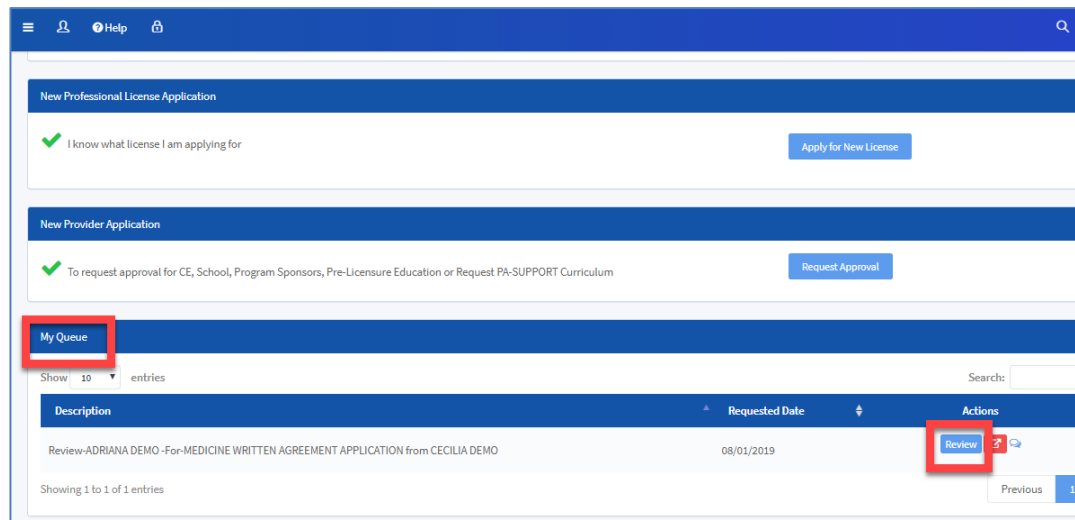 Help
New Professional License Application
I know what license I am applying for
Apply for New License
New Provider Application
To request approval for CE, School, Program Sponsors, Pre-Licensure Education or Request PA-SUPPORT Curriculum
Request Approval
My Queue
Show 10 entries
Search:
Description Requested Date Actions
Review-ADRIANA DEMO -For-MEDICINE WRITTEN AGREEMENT APPLICATION from CECILIA DEMO 08/01/2019 Review
Showing 1 to 1 of 1 entries
Previous 1